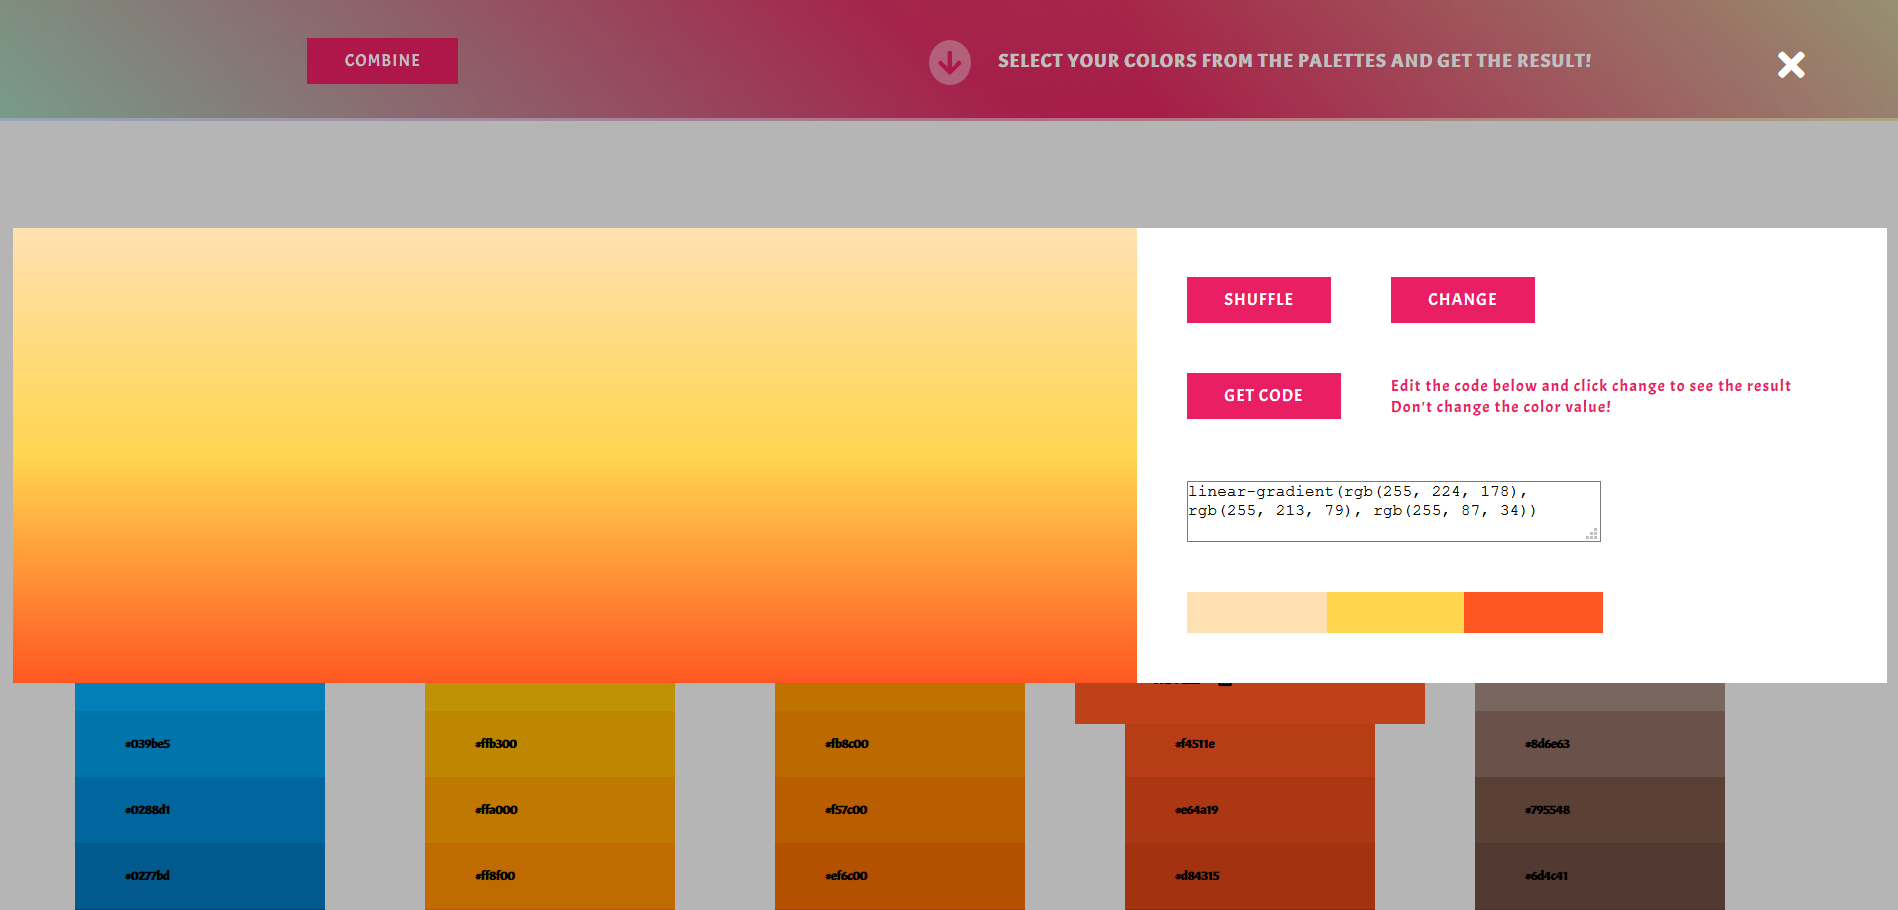 COMBINE
SELECT YOUR COLORS FROM THE PALETTES AND GET THE RESULT!
SHUFFLE
CHANGE
GET CODE
Edit the code below and click change to see the result
Don't change the color value!
linear-gradient(rgb(255, 224, 178),
rgb(255, 213, 79), rgb(255, 87, 34))
#039be5
#ffb300
#fb8c00
#f4511e
#8d6e63
#0288d1
#ffa000
#f57c00
#e64a19
#795548
#0277bd
#ff8f00
#ef6c00
#d84315
#6d4c41